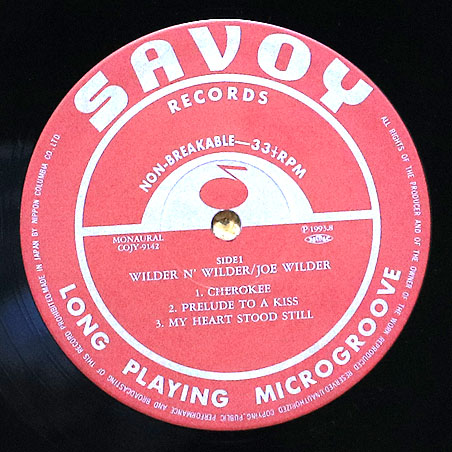 SAVOY
RECORDS
NON-BREAKABLE—33⅓RPM
MONAURAL
COJY-9142
P 1993.8
SIDE1
WILDER N' WILDER/JOE WILDER
1. CHEROKEE
2. PRELUDE TO A KISS
3. MY HEART STOOD STILL
LONG PLAYING MICROGROOVE
ALL RIGHTS OF THE PRODUCER AND OF THE OWNER OF THE WORK REPRODUCED RESERVED. UNAUTHORIZED COPYING, PUBLIC PERFORMANCE AND BROADCASTING OF THIS RECORD PROHIBITED. MADE IN JAPAN BY NIPPON COLUMBIA CO., LTD.